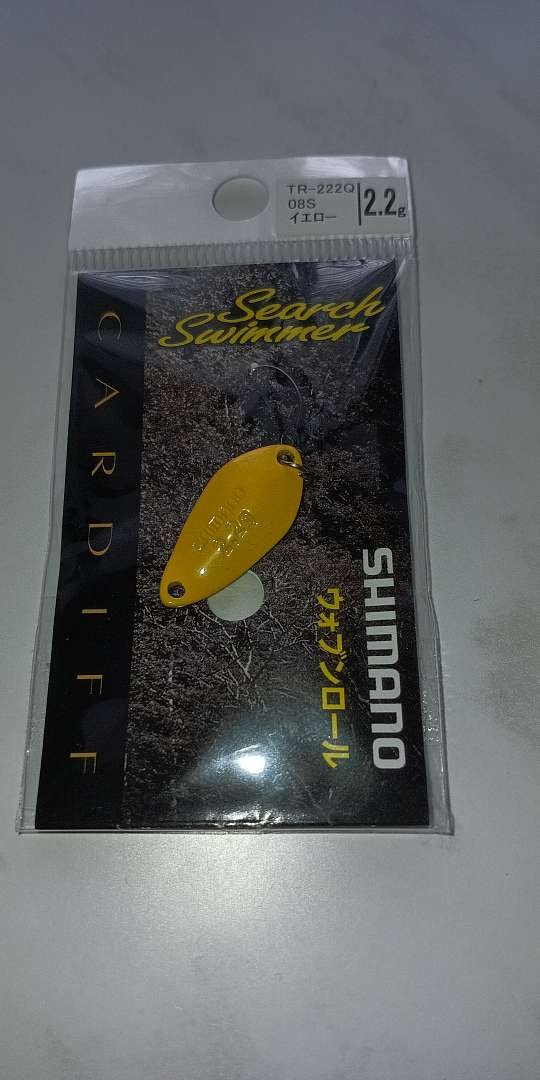 TR-222Q
08S
イエロー
2.2g
Search
Swimmer
CARDIFF
SHIMANO
ウォブンロール